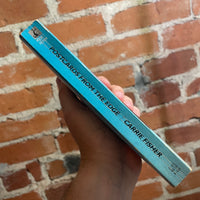 POSTCARDS FROM THE EDGE CARRIE FISHER